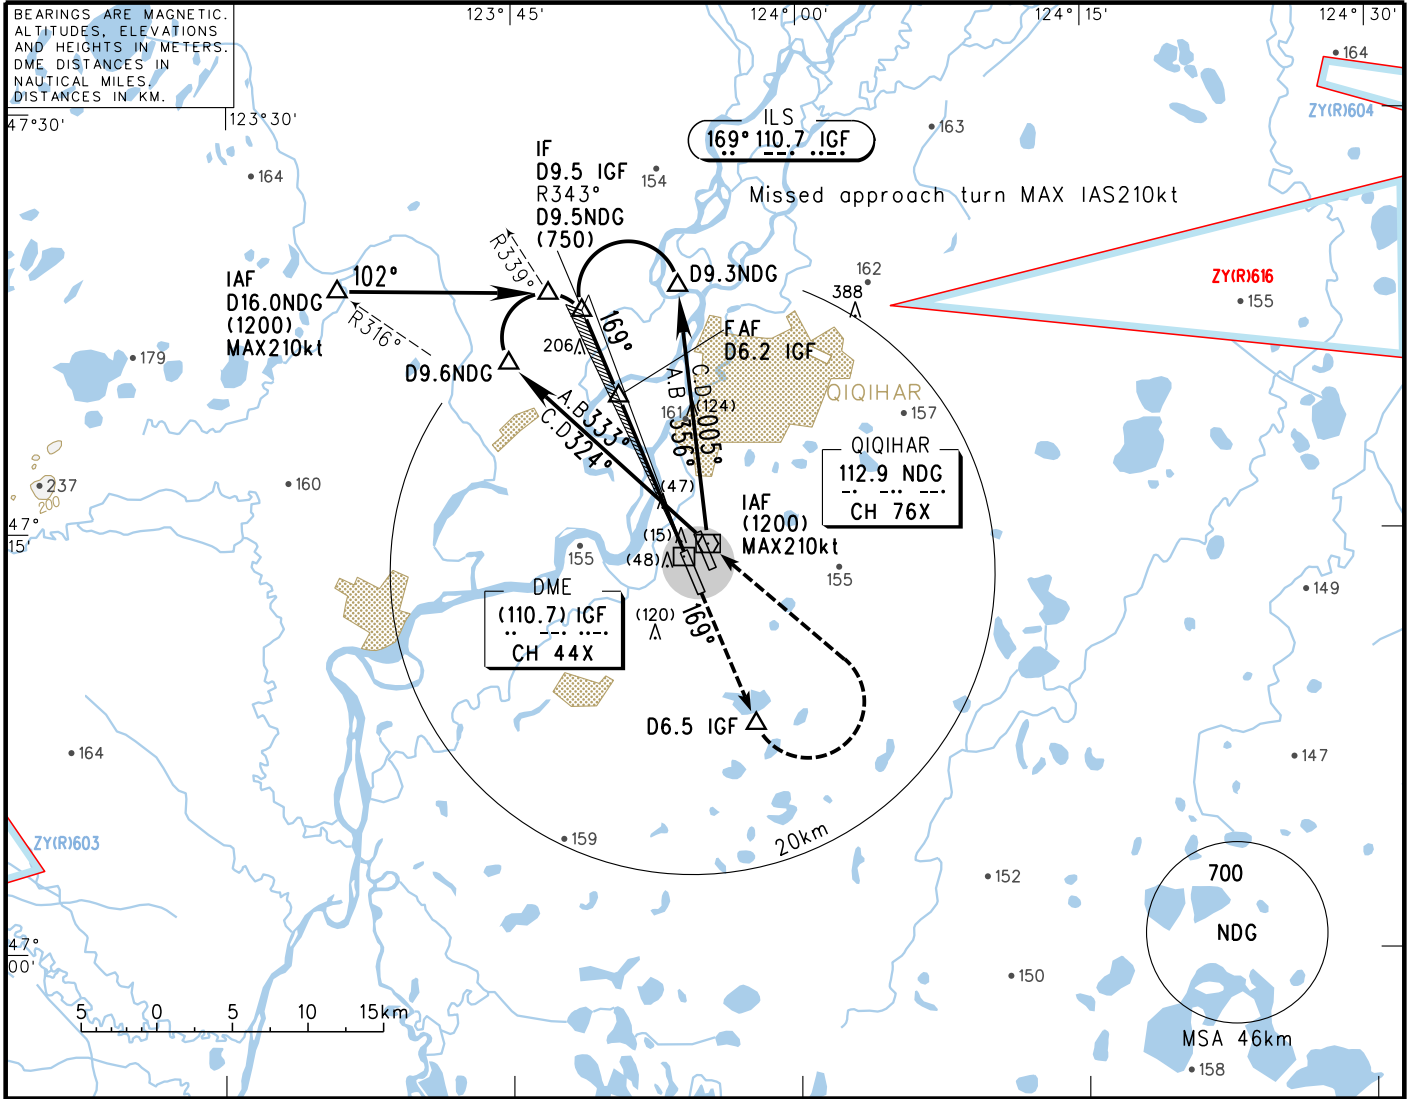 BEARINGS ARE MAGNETIC.
ALTITUDES, ELEVATIONS
AND HEIGHTS IN METERS.
DME DISTANCES IN
NAUTICAL MILES.
DISTANCES IN KM.
123°45'
124°00'
124°15'
124°30'
47°30'
123°30'
164
ZY(R)604
ILS
169° 110.7 IGF
163
164
154
IF
D9.5 IGF
R343°
D9.5NDG
(750)
Missed approach turn MAX IAS210kt
R339°
IAF
D16.0NDG
(1200)
MAX210kt
102°
R316°
D9.3NDG
162
388
ZY(R)616
155
169°
FAF
D6.2 IGF
206
179
D9.6NDG
A.B333°
C.D324°
C.D005°
A.B356°
161
(124)
QIQIHAR
157
QIQIHAR
112.9 NDG
CH 76X
237
200
160
(47)
IAF
(1200)
MAX210kt
47°
15'
(15)
(48)
155
155
149
DME
(110.7) IGF
CH 44X
(120)
169°
D6.5 IGF
164
147
ZY(R)603
159
20km
152
700
NDG
MSA 46km
47°
00'
150
5 0 5 10 15km
158